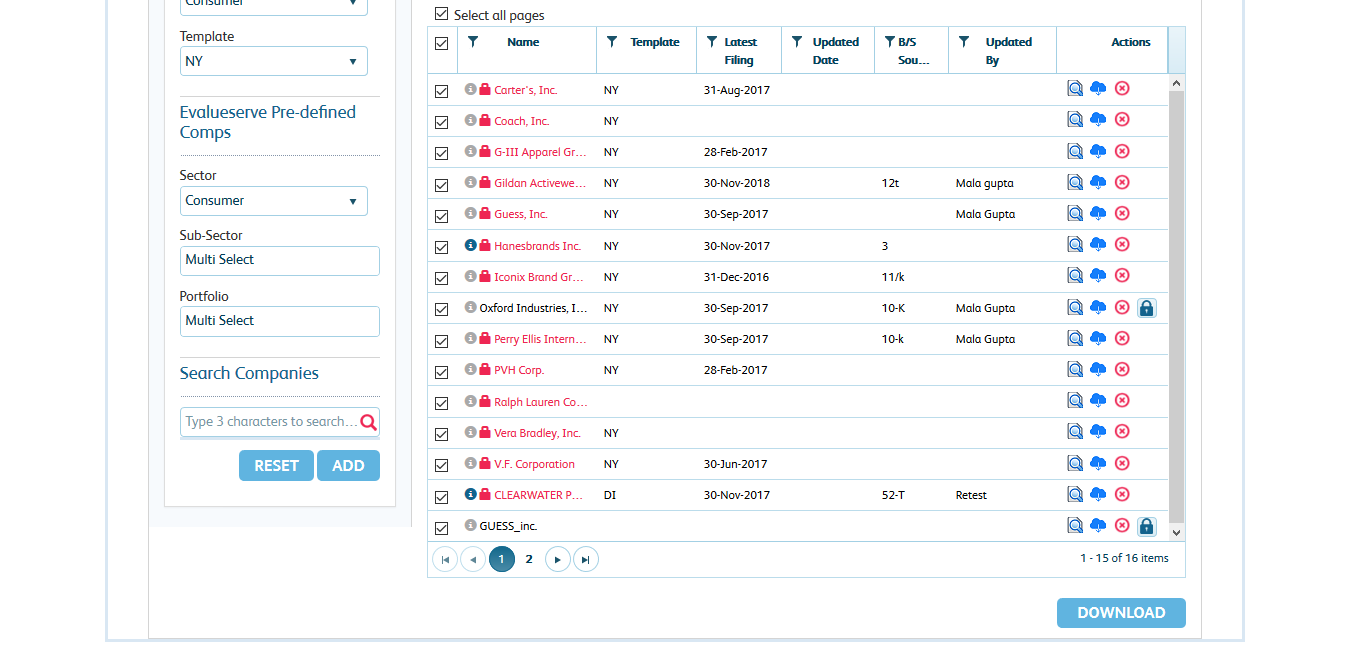 Consumer
Template
NY
Evalueserve Pre-defined
Comps
Sector
Consumer
Sub-Sector
Multi Select
Portfolio
Multi Select
Search Companies
Type 3 characters to search...
RESET ADD
Select all pages
Name Template Latest Filing Updated Date B/S Sou... Updated By Actions
Carter's, Inc. NY 31-Aug-2017
Coach, Inc. NY
G-III Apparel Gr... NY 28-Feb-2017
Gildan Activewe... NY 30-Nov-2018 12t Mala gupta
Guess, Inc. NY 30-Sep-2017 Mala Gupta
Hanesbrands Inc. NY 30-Nov-2017 3
Iconix Brand Gr... NY 31-Dec-2016 11/k
Oxford Industries, I... NY 30-Sep-2017 10-K Mala Gupta
Perry Ellis Intern... NY 30-Sep-2017 10-k Mala Gupta
PVH Corp. NY 28-Feb-2017
Ralph Lauren Co...
Vera Bradley, Inc. NY
V.F. Corporation NY 30-Jun-2017
CLEARWATER P... DI 30-Nov-2017 52-T Retest
GUESS_inc.
1 2 1 - 15 of 16 items
DOWNLOAD